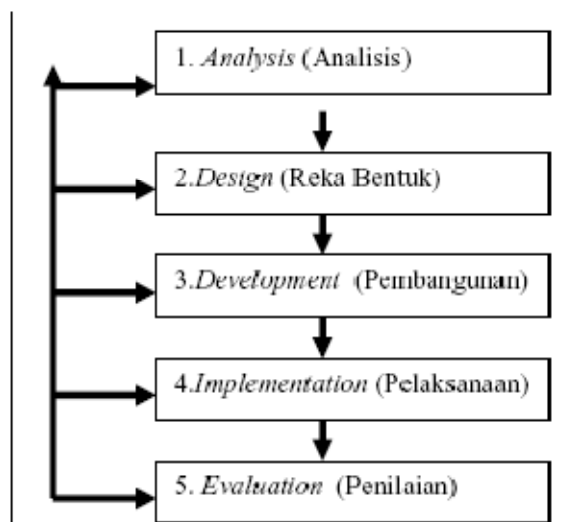 1. Analysis (Analisis)
2.Design (Reka Bentuk)
3.Development (Pembangunan)
4.Implementation (Pelaksanaan)
5. Evaluation (Penilaian)